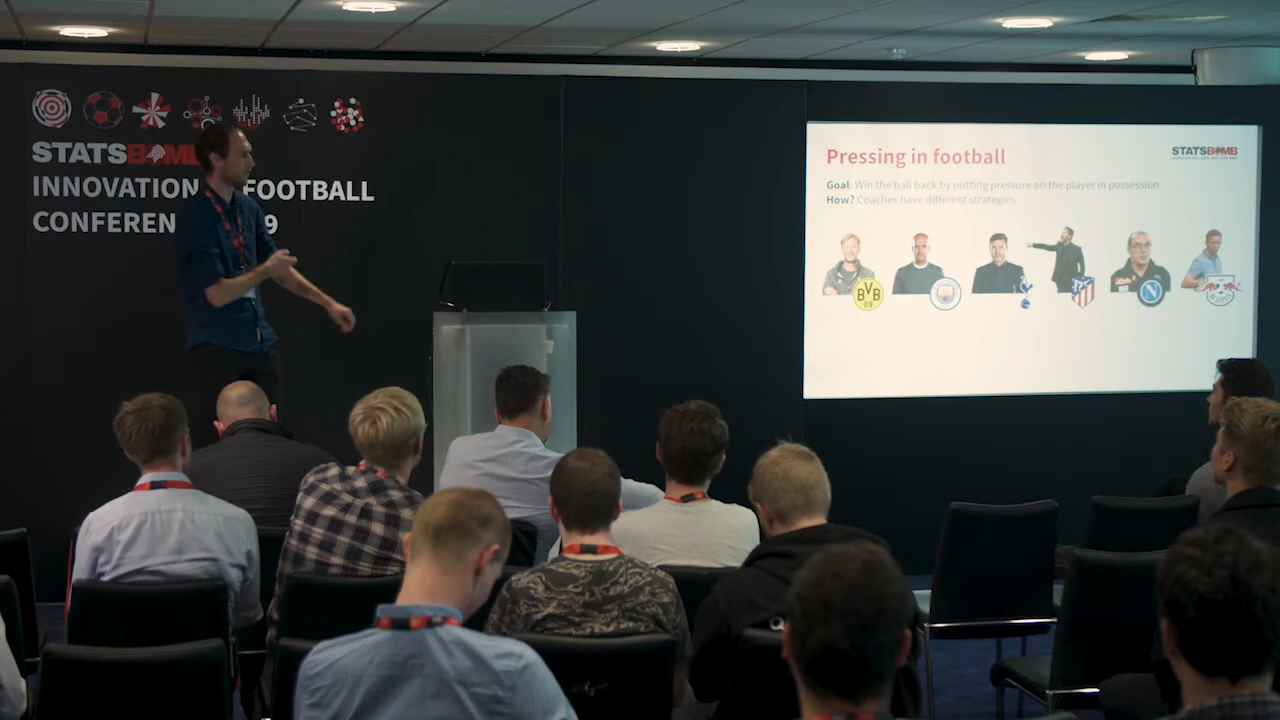 STATSBOMB
INNOVATION FOOTBALL
CONFEREN 9
Pressing in football
STATSBOMB
Goal: Win the ball back by putting pressure on the player in possession
How? Coaches have different strategies
BVB
09
N